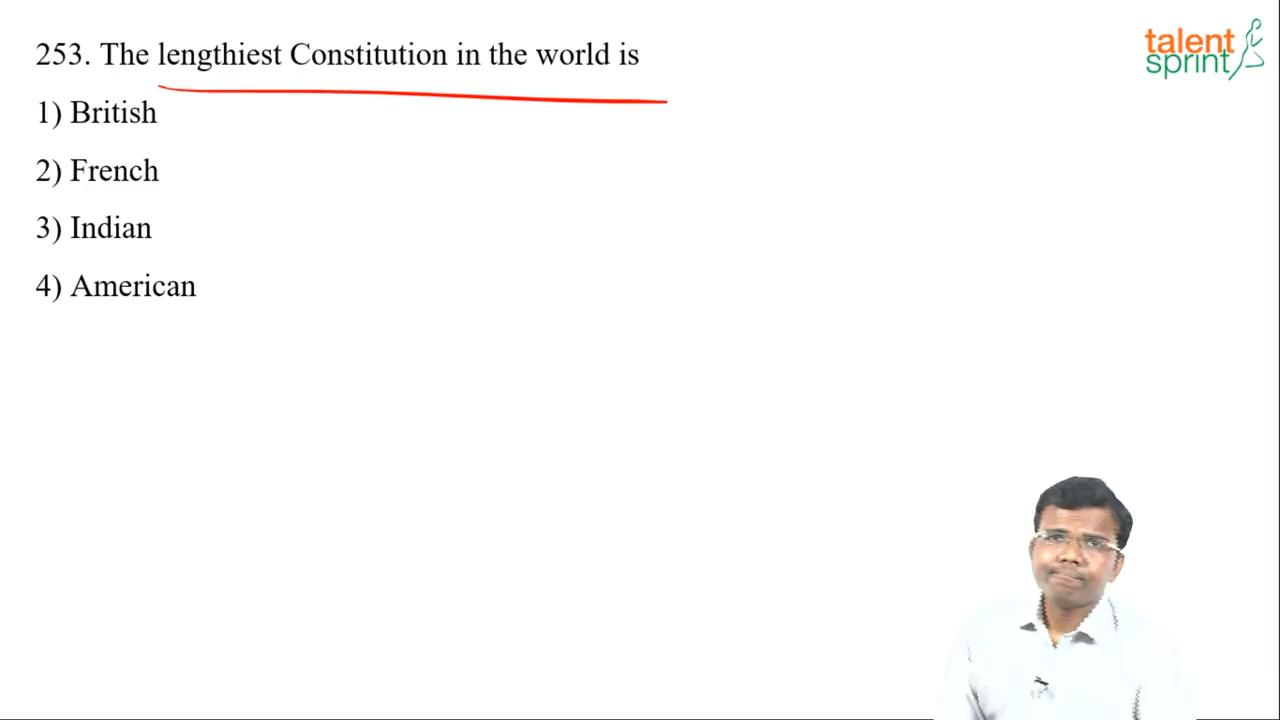 253. The lengthiest Constitution in the world is
1) British
2) French
3) Indian
4) American
talent
sprint